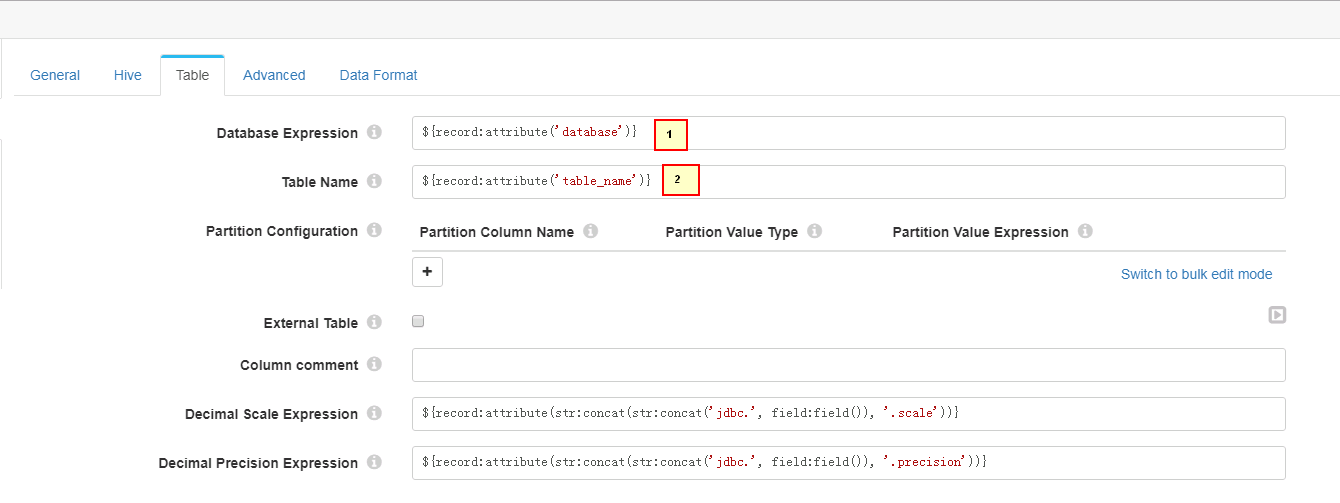 General Hive Table Advanced Data Format
Database Expression ${record:attribute('database')} 1
Table Name ${record:attribute('table_name')} 2
Partition Configuration Partition Column Name Partition Value Type Partition Value Expression
+ Switch to bulk edit mode
External Table
Column comment
Decimal Scale Expression ${record:attribute(str:concat(str:concat('jdbc.', field:field()), '.scale'))}
Decimal Precision Expression ${record:attribute(str:concat(str:concat('jdbc.', field:field()), '.precision'))}